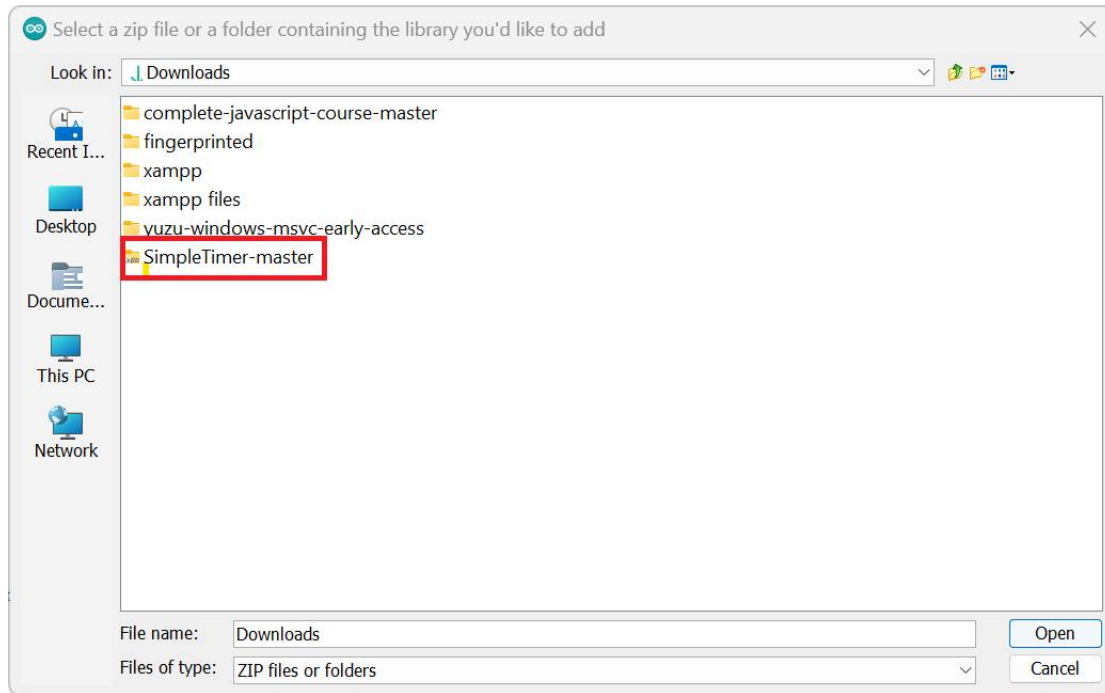 Select a zip file or a folder containing the library you'd like to add
Look in: Downloads
complete-javascript-course-master
fingerprinted
xampp
xampp files
yuzu-windows-msvc-early-access
SimpleTimer-master
Recent I...
Desktop
Docume...
This PC
Network
File name: Downloads
Open
Files of type: ZIP files or folders
Cancel